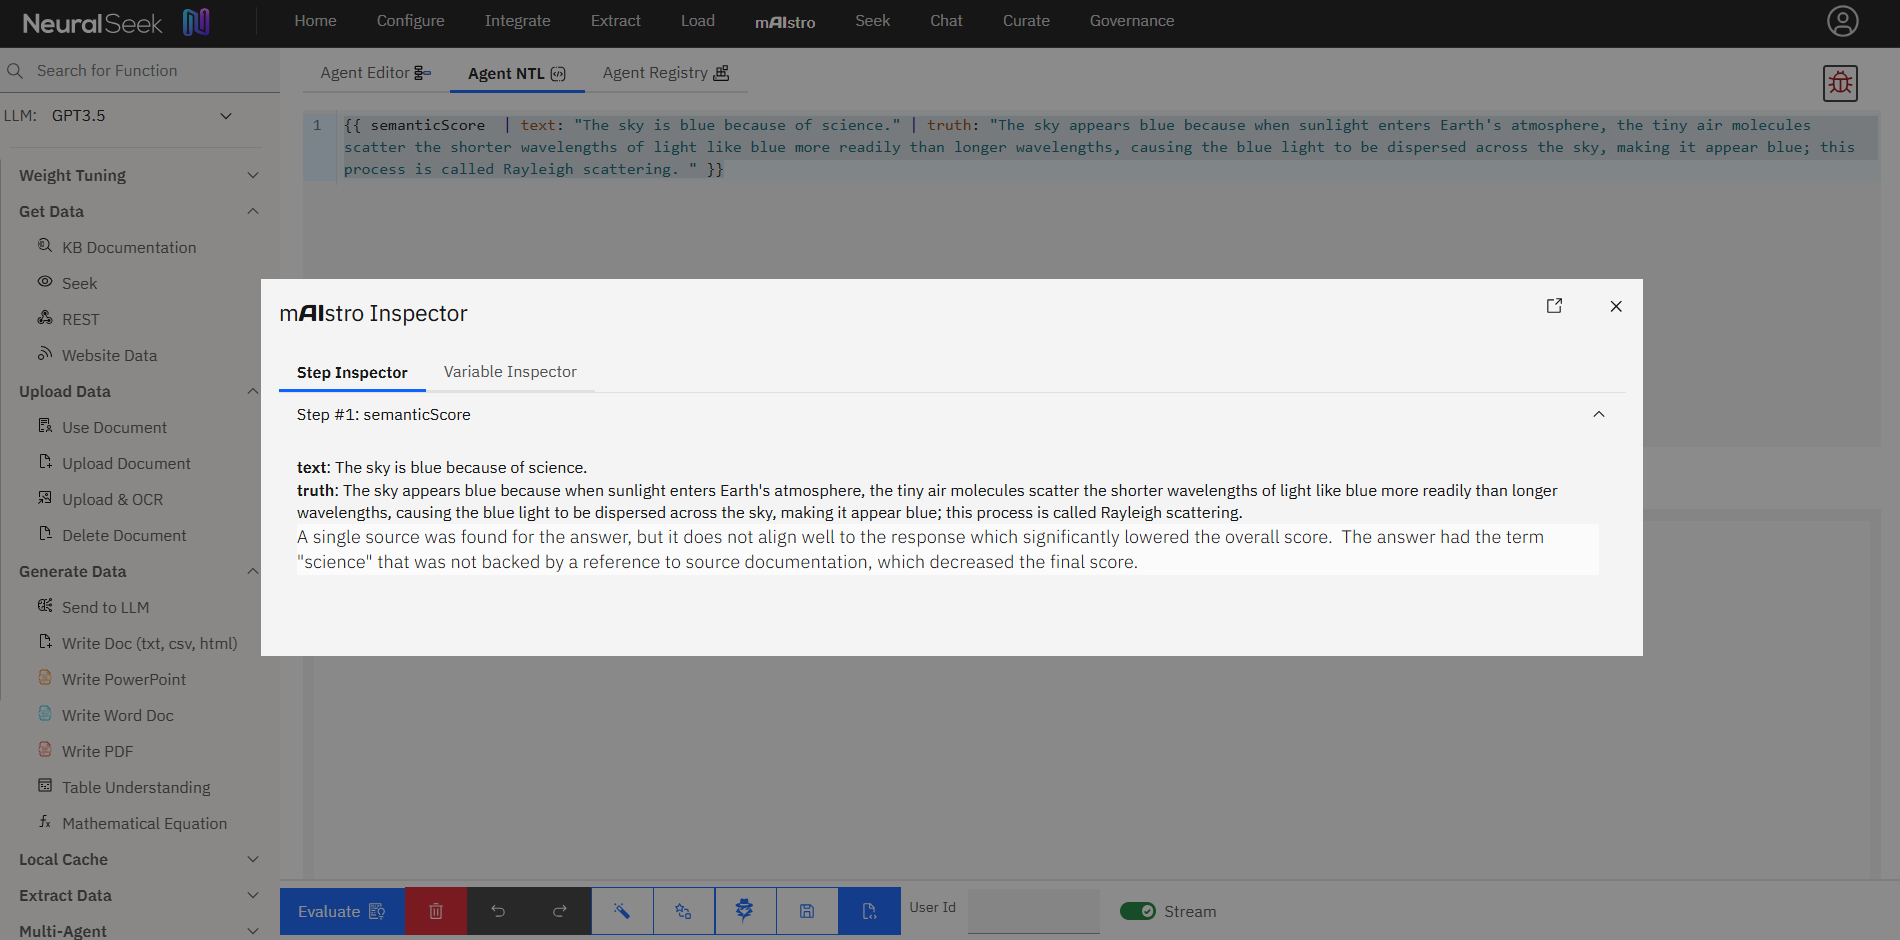 NeuralSeek
Home Configure Integrate Extract Load mAIstro Seek Chat Curate Governance
Search for Function
LLM: GPT3.5
Weight Tuning
Get Data
KB Documentation
Seek
REST
Website Data
Upload Data
Use Document
Upload Document
Upload & OCR
Delete Document
Generate Data
Send to LLM
Write Doc (txt, csv, html)
Write PowerPoint
Write Word Doc
Write PDF
Table Understanding
Mathematical Equation
Local Cache
Extract Data
Multi-Agent
Agent Editor Agent NTL Agent Registry
1 {{ semanticScore | text: "The sky is blue because of science." | truth: "The sky appears blue because when sunlight enters Earth's atmosphere, the tiny air molecules
scatter the shorter wavelengths of light like blue more readily than longer wavelengths, causing the blue light to be dispersed across the sky, making it appear blue; this
process is called Rayleigh scattering. " }}
mAIstro Inspector
Step Inspector Variable Inspector
Step #1: semanticScore
text: The sky is blue because of science.
truth: The sky appears blue because when sunlight enters Earth's atmosphere, the tiny air molecules scatter the shorter wavelengths of light like blue more readily than longer
wavelengths, causing the blue light to be dispersed across the sky, making it appear blue; this process is called Rayleigh scattering.
A single source was found for the answer, but it does not align well to the response which significantly lowered the overall score.  The answer had the term
"science" that was not backed by a reference to source documentation, which decreased the final score.
Evaluate User Id Stream